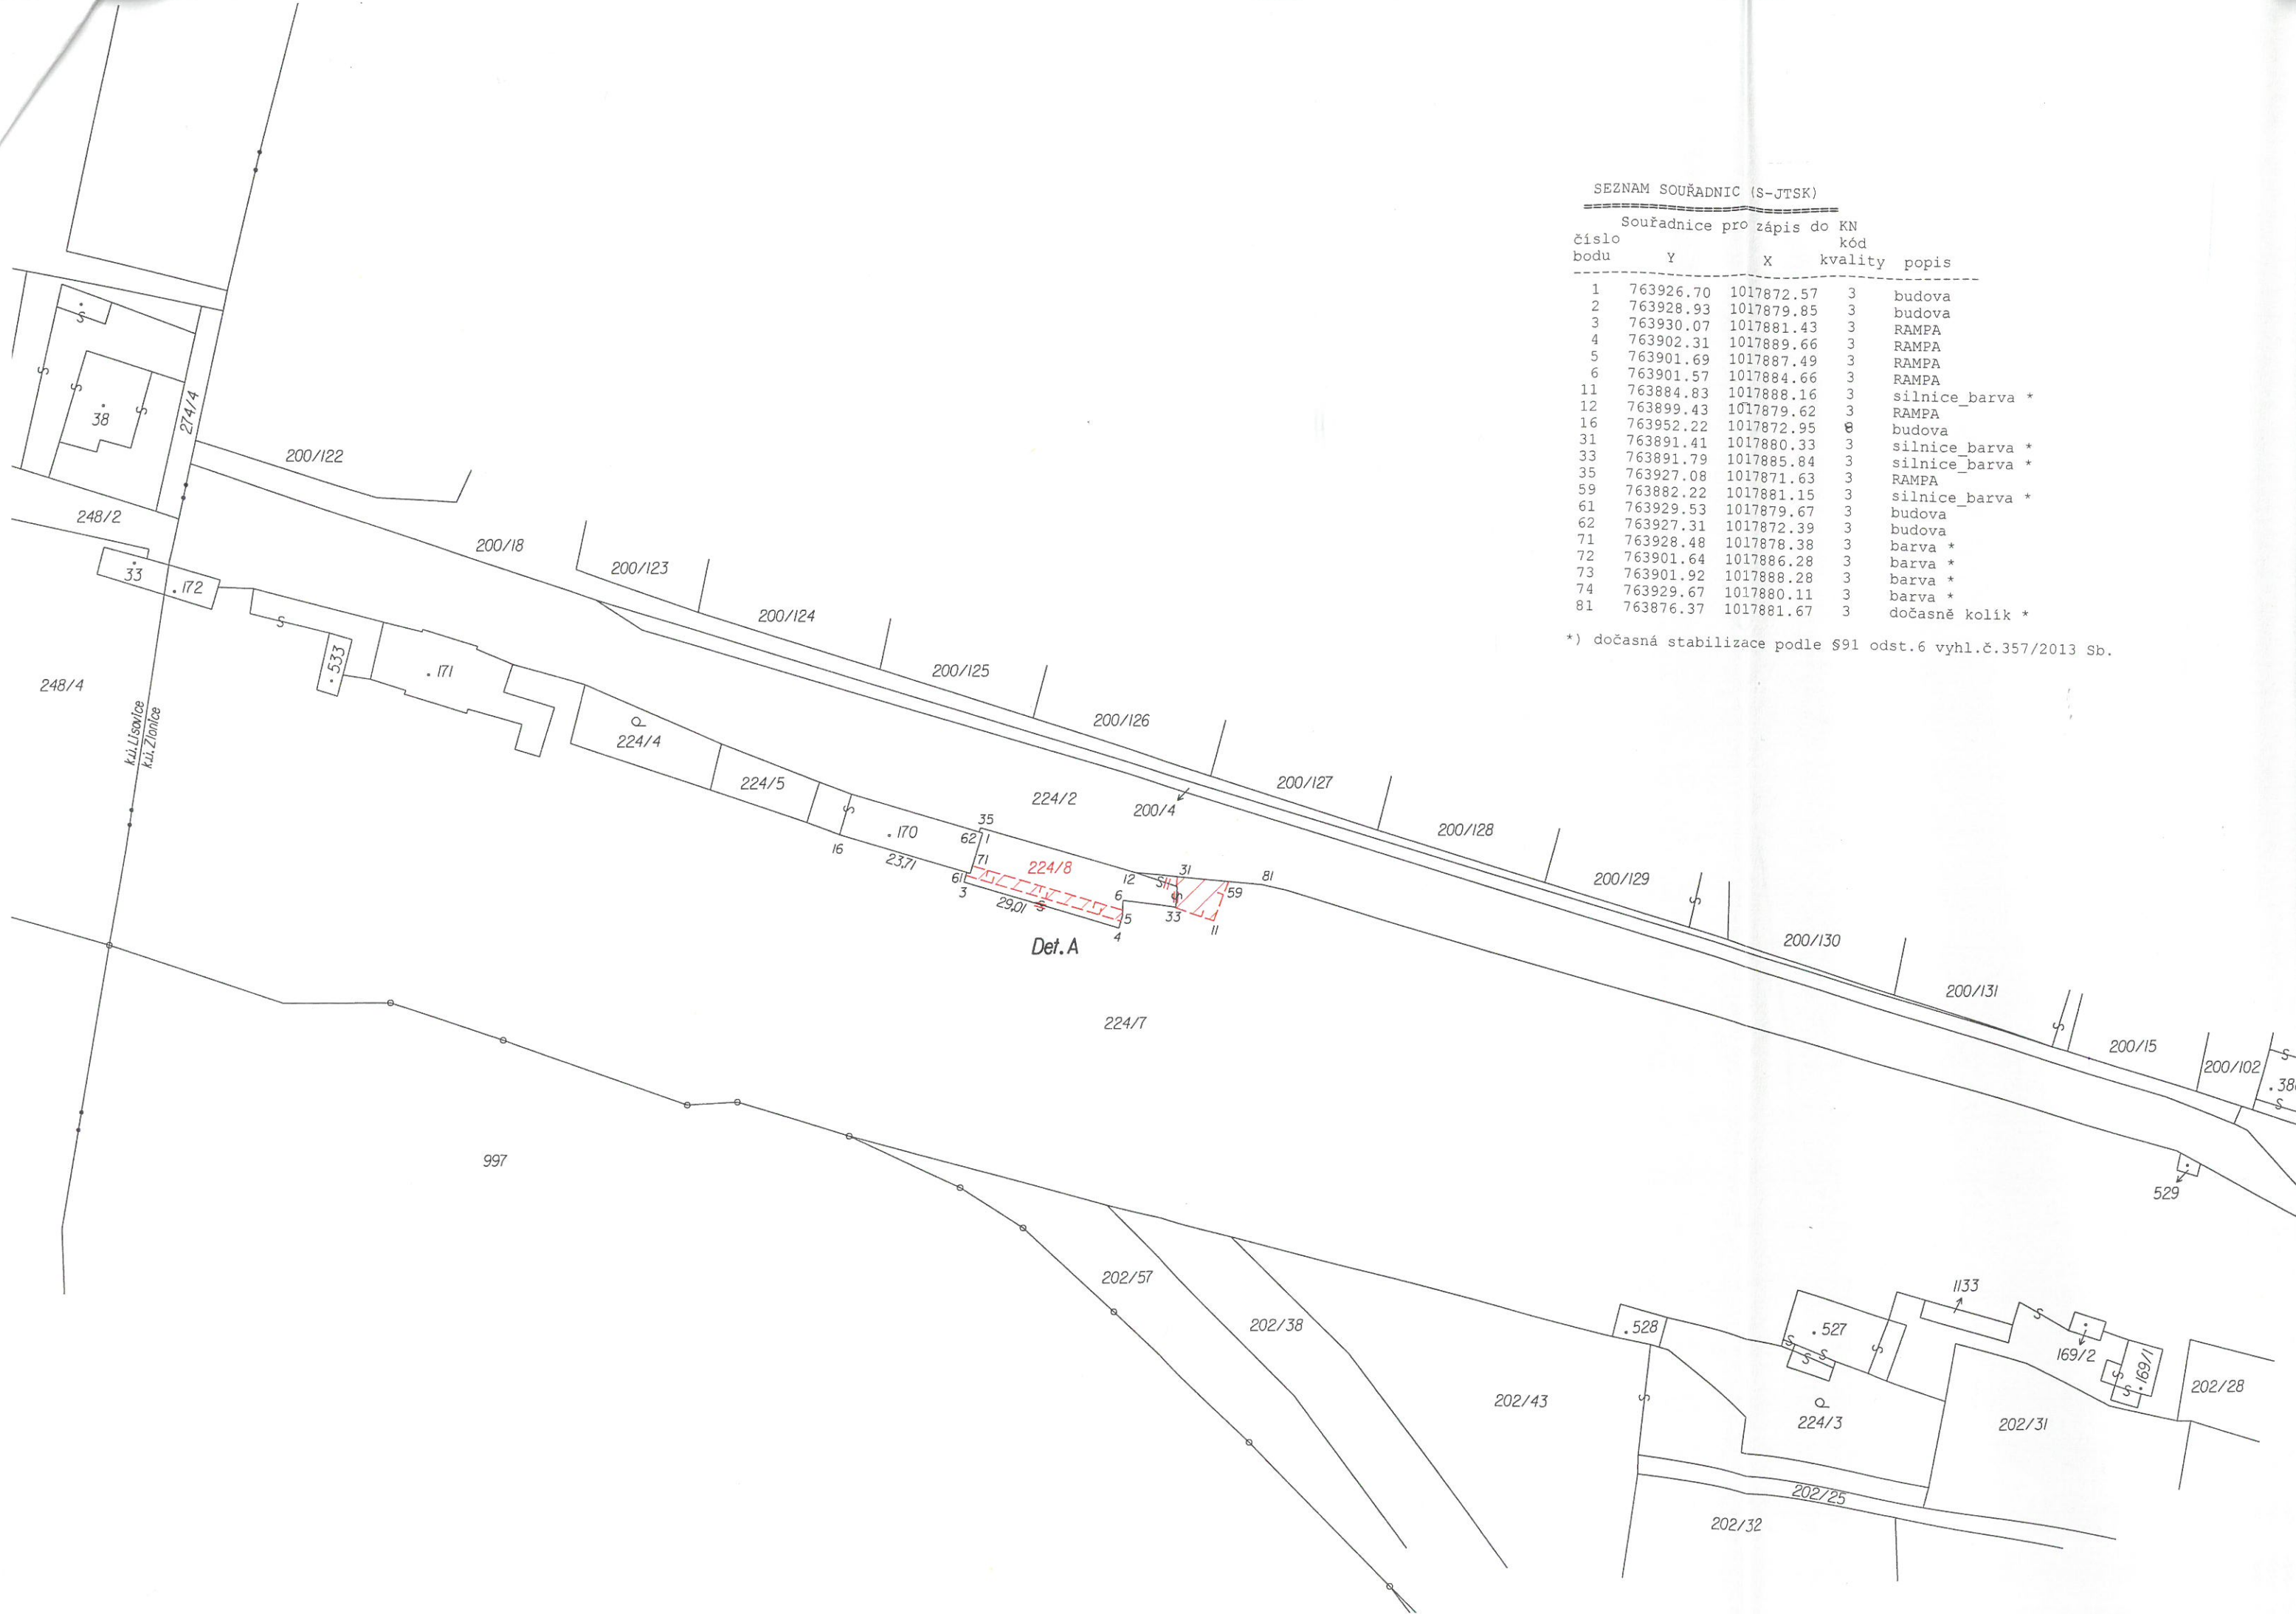 SEZNAM SOUŘADNIC (S-JTSK)
===========================
Souřadnice pro zápis do KN
číslo kód
bodu Y X kvality popis
-------------------------------------------
1 763926.70 1017872.57 3 budova
2 763928.93 1017879.85 3 budova
3 763930.07 1017881.43 3 RAMPA
4 763902.31 1017889.66 3 RAMPA
5 763901.69 1017887.49 3 RAMPA
6 763901.57 1017884.66 3 RAMPA
11 763884.83 1017888.16 3 silnice_barva *
12 763899.43 1017879.62 3 RAMPA
16 763952.22 1017872.95 8 budova
31 763891.41 1017880.33 3 silnice_barva *
33 763891.79 1017885.84 3 silnice_barva *
35 763927.08 1017871.63 3 RAMPA
59 763882.22 1017881.15 3 silnice_barva *
61 763929.53 1017879.67 3 budova
62 763927.31 1017872.39 3 budova
71 763928.48 1017878.38 3 barva *
72 763901.64 1017886.28 3 barva *
73 763901.92 1017888.28 3 barva *
74 763929.67 1017880.11 3 barva *
81 763876.37 1017881.67 3 dočasně kolík *
*) dočasná stabilizace podle §91 odst.6 vyhl.č.357/2013 Sb.
38
274/4
200/122
248/2
200/18
200/123
33
.172
200/124
.533
.171
200/125
248/4
k.ú.Lisovice
k.ú.Zlonice
200/126
224/4
224/5
200/127
224/2
200/4
35
.170
62
1
200/128
16
23,71
71
224/8
31
81
12
200/129
61
3
29,01
6
59
5
33
11
4
Det.A
200/130
200/131
224/7
200/15
200/102
997
529
202/57
1133
202/38
.528
.527
169/2
.169/1
202/28
202/43
224/3
202/31
202/25
202/32